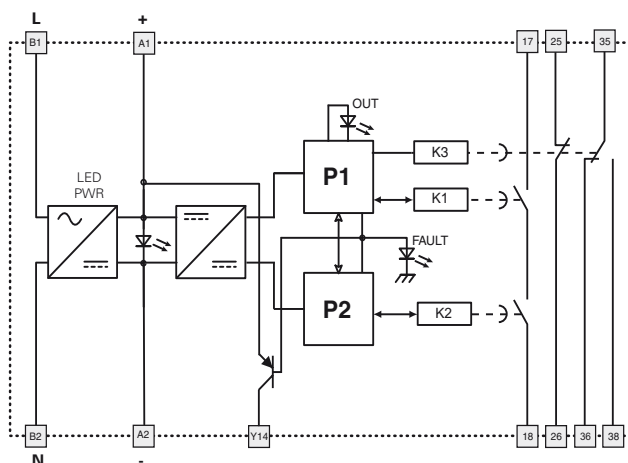 L +
B1 A1 17 25 35
OUT
LED
PWR
P1
K3
K1
FAULT
P2
K2
B2 A2 Y14 18 26 36 38
N -